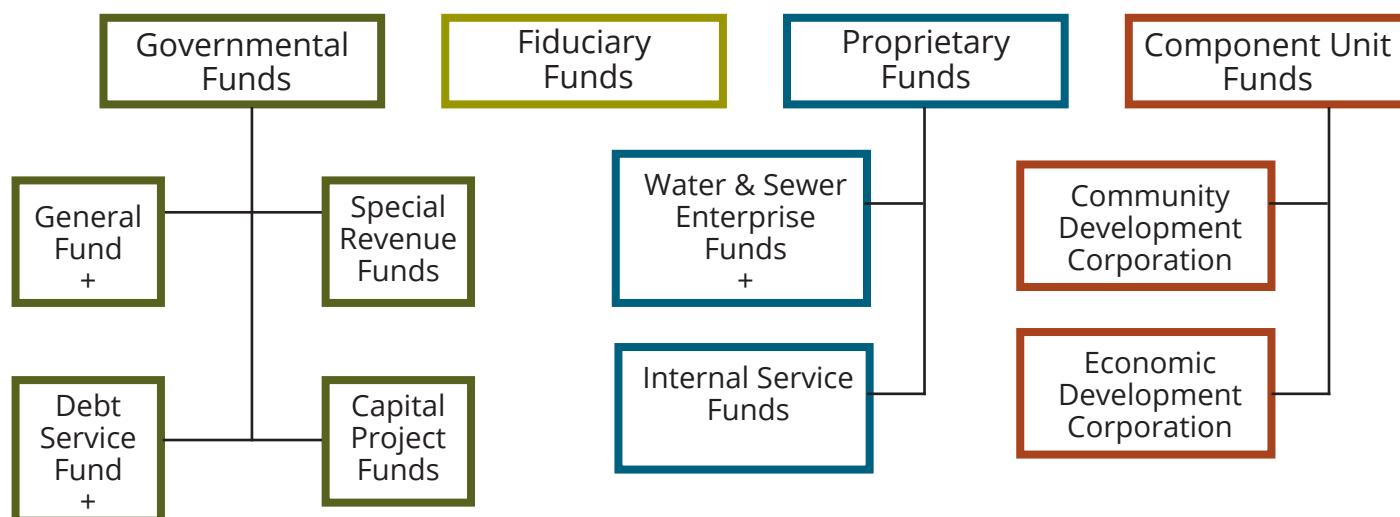 Governmental
Funds
Fiduciary
Funds
Proprietary
Funds
Component Unit
Funds
General
Fund
+
Special
Revenue
Funds
Water & Sewer
Enterprise
Funds
+
Community
Development
Corporation
Debt
Service
Fund
+
Capital
Project
Funds
Internal Service
Funds
Economic
Development
Corporation